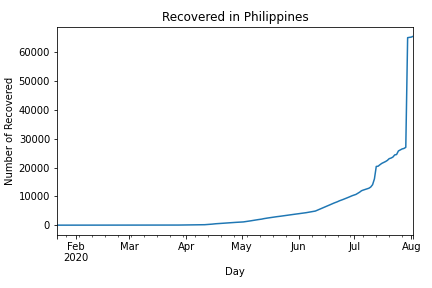 Recovered in Philippines
Number of Recovered
60000
50000
40000
30000
20000
10000
0
Feb
2020
Mar
Apr
May
Jun
Jul
Aug
Day